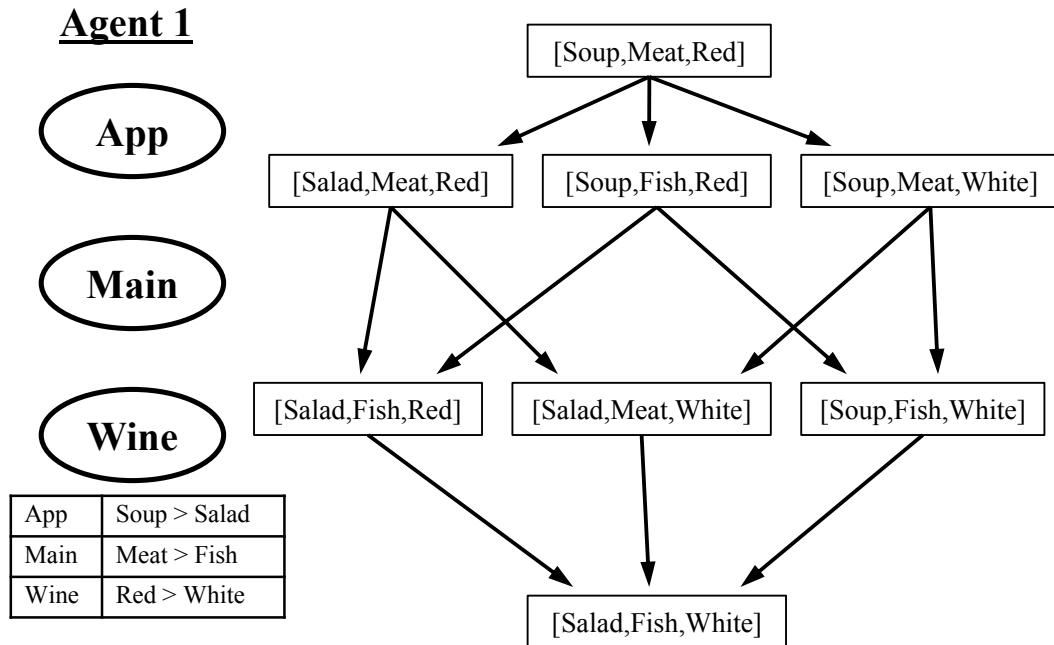 Agent 1
[Soup,Meat,Red]
App
[Salad,Meat,Red]
[Soup,Fish,Red]
[Soup,Meat,White]
Main
[Salad,Fish,Red]
[Salad,Meat,White]
[Soup,Fish,White]
Wine
App Soup > Salad
Main Meat > Fish
Wine Red > White
[Salad,Fish,White]